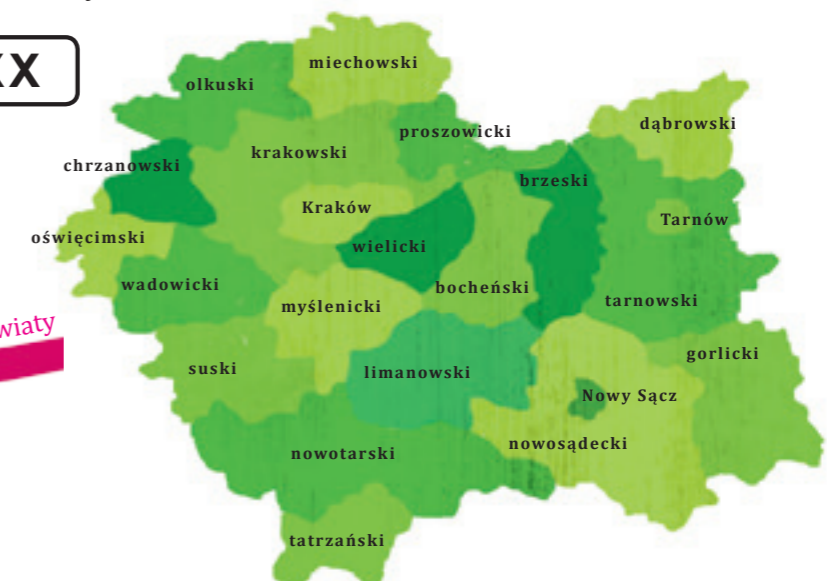 XX
miechowski
olkuski
dąbrowski
proszowicki
krakowski
chrzanowski
brzeski
Kraków
Tarnów
oświęcimski
wielicki
wadowicki
bocheński
tarnowski
myślenicki
wiaty
gorlicki
suski
limanowski
Nowy Sącz
nowosądecki
nowotarski
tatrzański